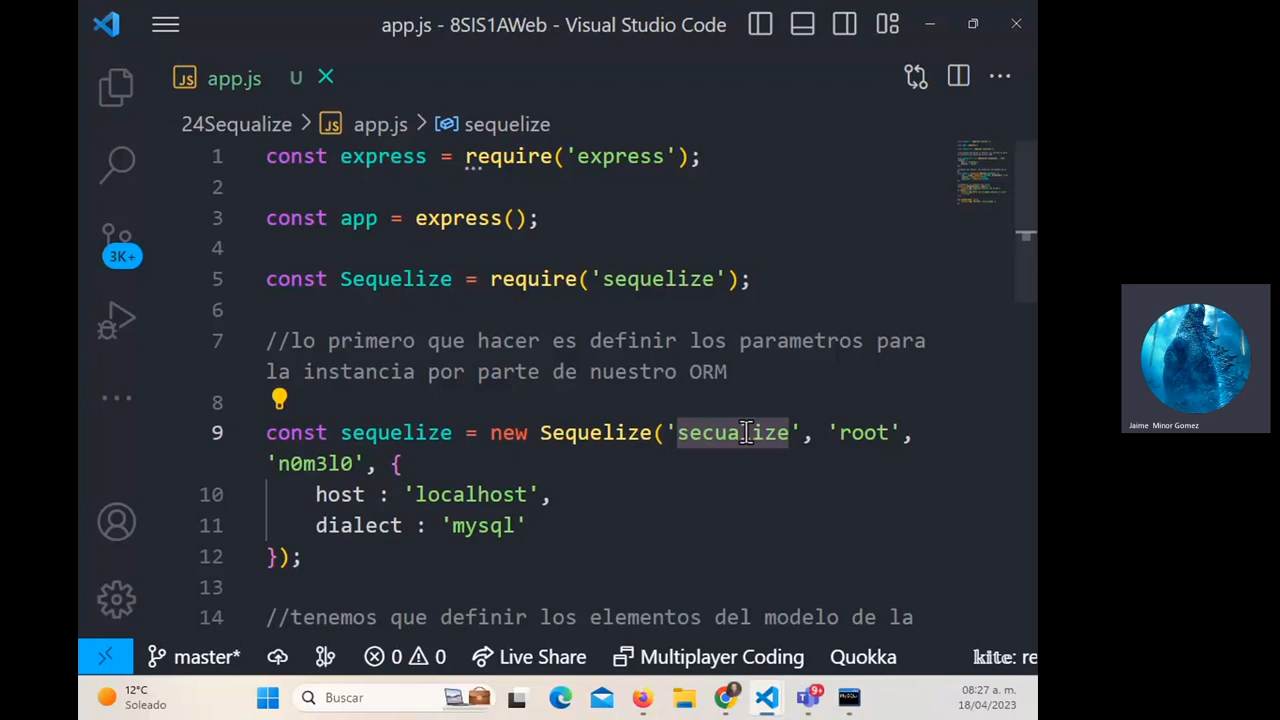 app.js - 8SIS1AWeb - Visual Studio Code
JS app.js U
24Sequalize > JS app.js > sequelize
1 const express = require('express');
2
3 const app = express();
4
5 const Sequelize = require('sequelize');
6
7 //lo primero que hacer es definir los parametros para
la instancia por parte de nuestro ORM
8
9 const sequelize = new Sequelize('secualize', 'root',
'n0m3l0', {
10 host : 'localhost',
11 dialect : 'mysql'
12 });
13
14 //tenemos que definir los elementos del modelo de la
3K+
Jaime Minor Gomez
master* 0 0 Live Share Multiplayer Coding Quokka kite: re
12°C
Soleado
Buscar
9+
08:27 a. m.
18/04/2023